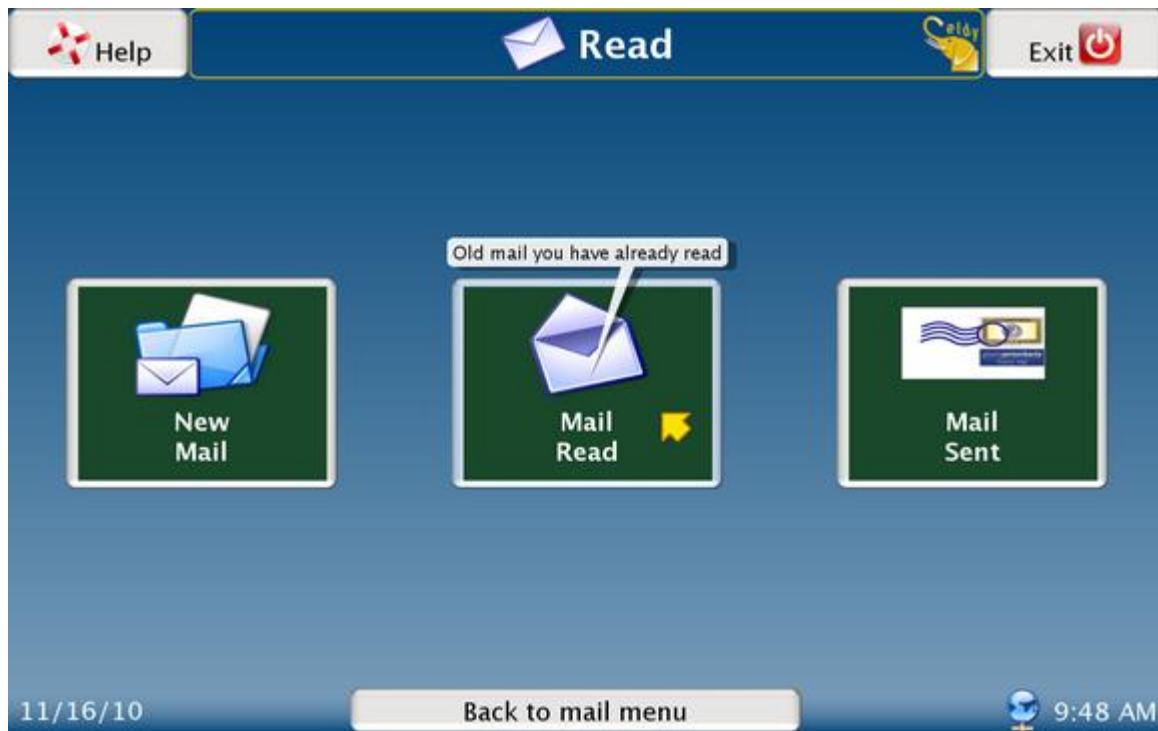 Help
Read
eldy
Exit
Old mail you have already read
New
Mail
Mail
Read
Mail
Sent
11/16/10
Back to mail menu
9:48 AM